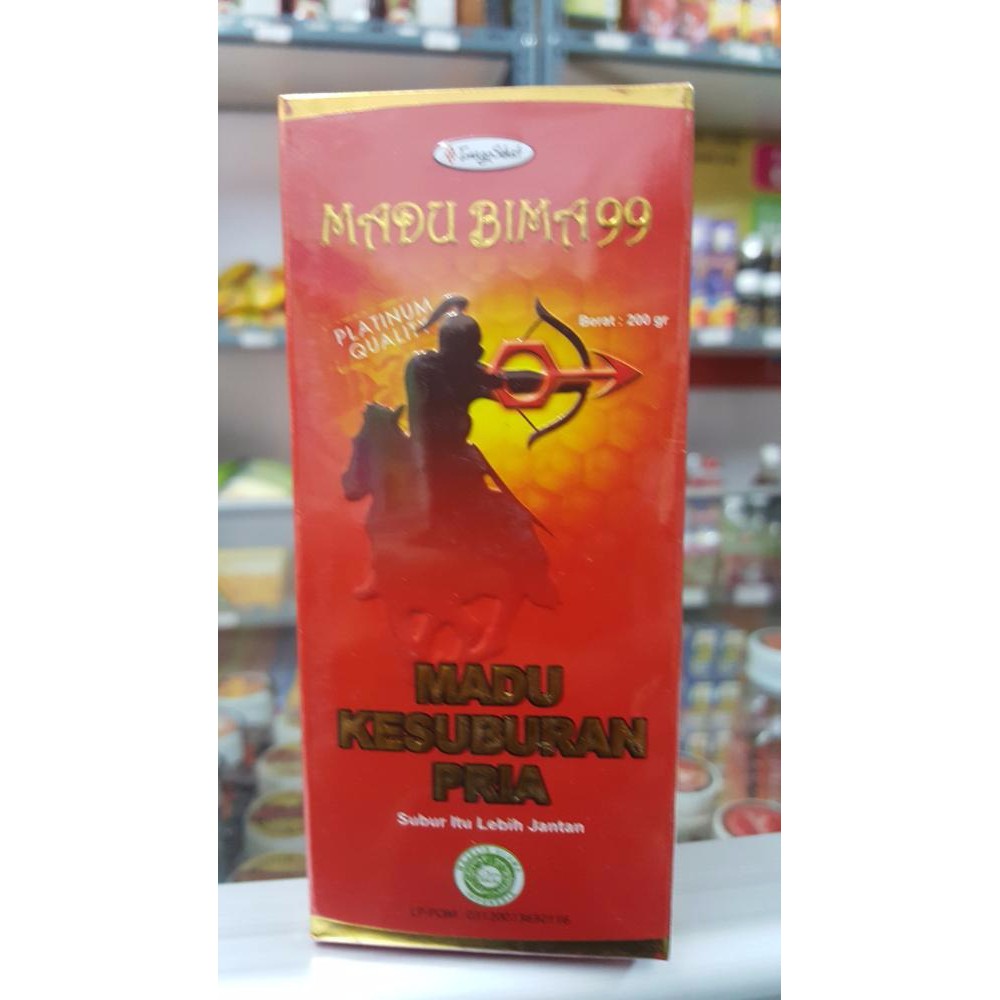 MADU BIMA 99
PLATINUM
QUALITY
Berat : 200 gr
MADU
KESUBURAN
PRIA
Subur Itu Lebih Jantan